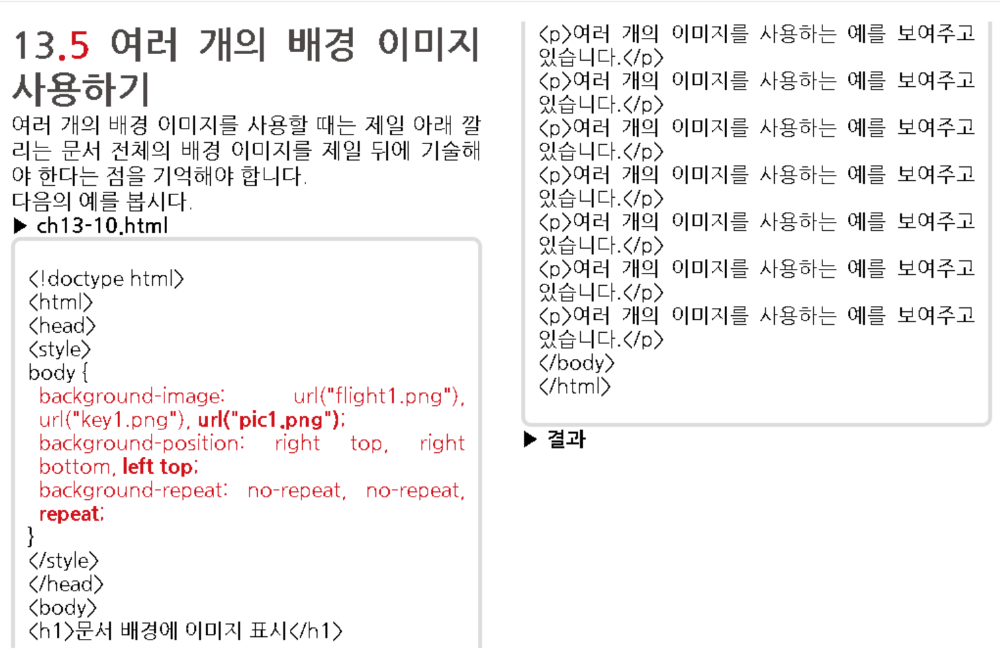 13.5 여러 개의 배경 이미지
사용하기
여러 개의 배경 이미지를 사용할 때는 제일 아래 깔
리는 문서 전체의 배경 이미지를 제일 뒤에 기술해
야 한다는 점을 기억해야 합니다.
다음의 예를 봅시다.
▶ ch13-10.html
<!doctype html>
<html>
<head>
<style>
body {
background-image: url("flight1.png"),
url("key1.png"), url("pic1.png");
background-position: right top, right
bottom, left top;
background-repeat: no-repeat, no-repeat,
repeat;
}
</style>
</head>
<body>
<h1>문서 배경에 이미지 표시</h1>
<p>여러 개의 이미지를 사용하는 예를 보여주고
있습니다.</p>
<p>여러 개의 이미지를 사용하는 예를 보여주고
있습니다.</p>
<p>여러 개의 이미지를 사용하는 예를 보여주고
있습니다.</p>
<p>여러 개의 이미지를 사용하는 예를 보여주고
있습니다.</p>
<p>여러 개의 이미지를 사용하는 예를 보여주고
있습니다.</p>
<p>여러 개의 이미지를 사용하는 예를 보여주고
있습니다.</p>
<p>여러 개의 이미지를 사용하는 예를 보여주고
있습니다.</p>
</body>
</html>
▶ 결과